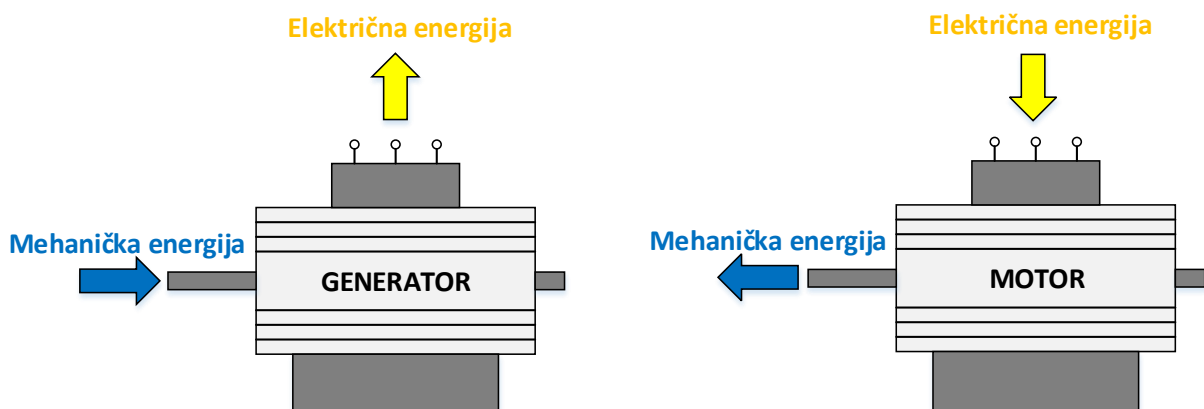 Električna energija
Mehanička energija
GENERATOR
Električna energija
Mehanička energija
MOTOR